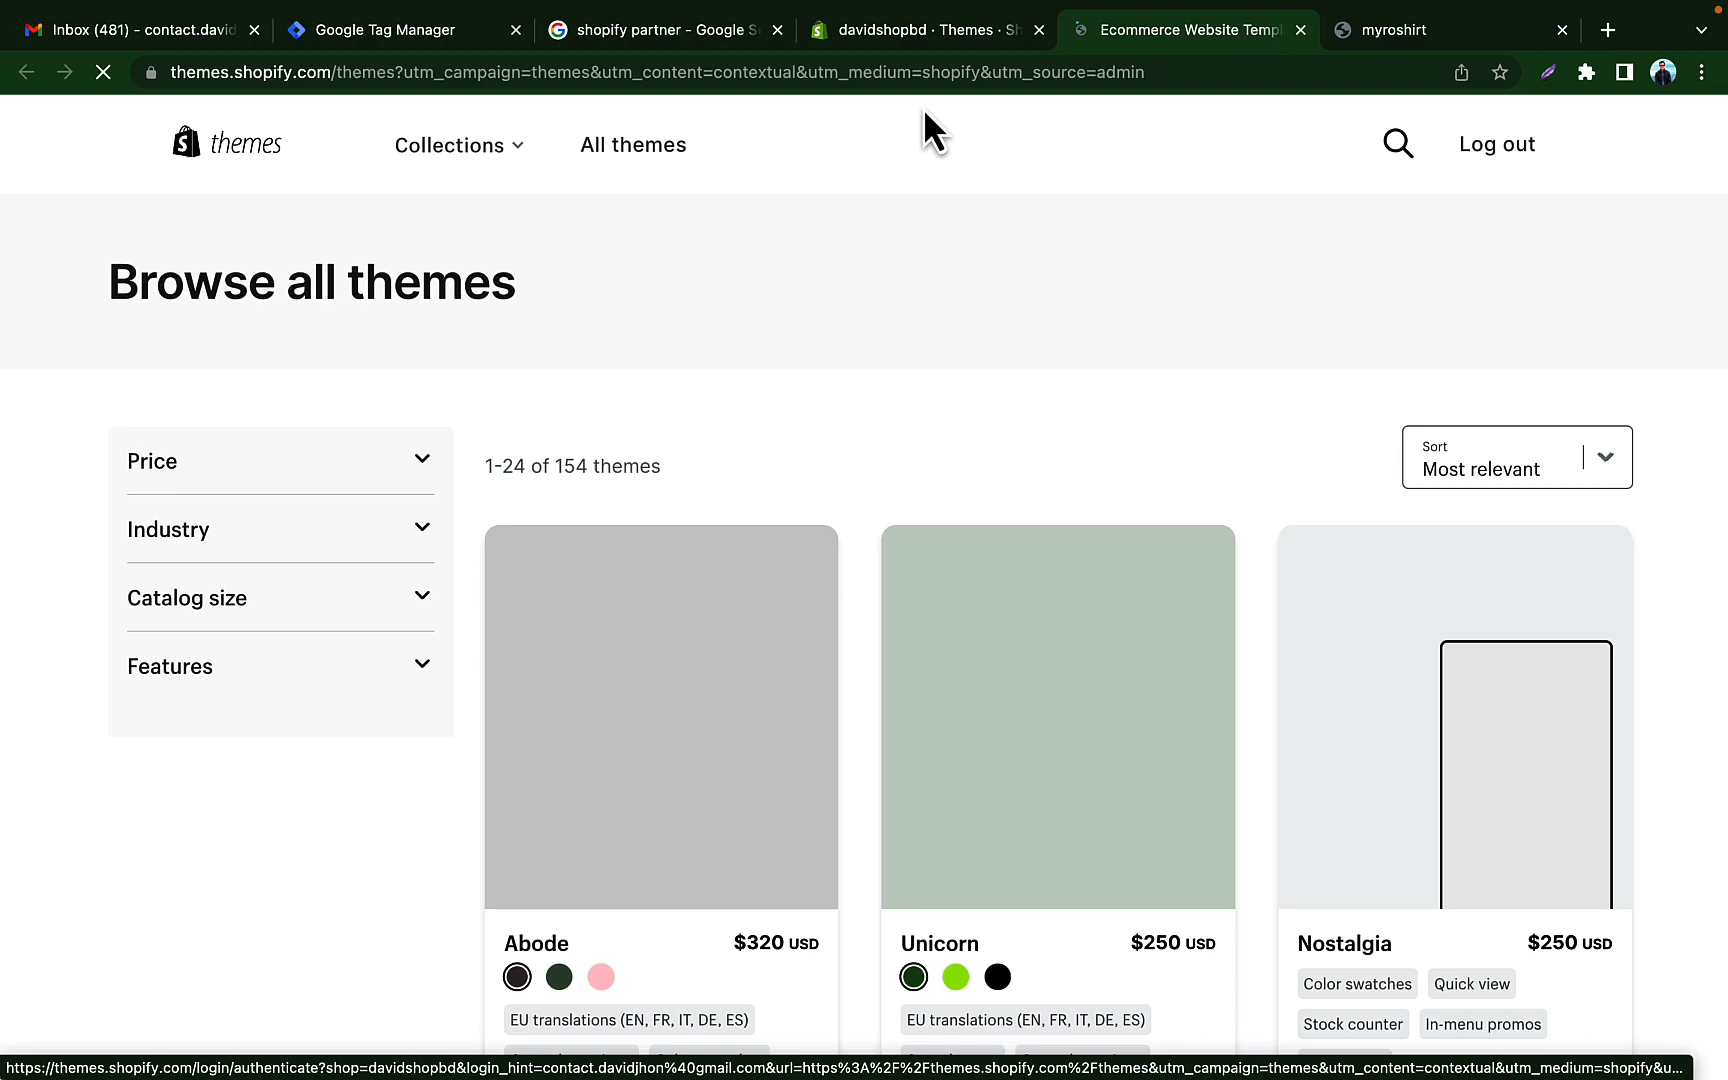 Inbox (481) - contact.david
Google Tag Manager
shopify partner - Google S
davidshopbd · Themes · Sh
Ecommerce Website Templ
myroshirt
themes.shopify.com/themes?utm_campaign=themes&utm_content=contextual&utm_medium=shopify&utm_source=admin
themes
Collections
All themes
Log out
Browse all themes
Price
Industry
Catalog size
Features
1-24 of 154 themes
Sort
Most relevant
Abode
$320 USD
EU translations (EN, FR, IT, DE, ES)
Unicorn
$250 USD
EU translations (EN, FR, IT, DE, ES)
Nostalgia
$250 USD
Color swatches
Quick view
Stock counter
In-menu promos
https://themes.shopify.com/login/authenticate?shop=davidshopbd&login_hint=contact.davidjhon%40gmail.com&url=https%3A%2F%2Fthemes.shopify.com%2Fthemes&utm_campaign=themes&utm_content=contextual&utm_medium=shopify&u...